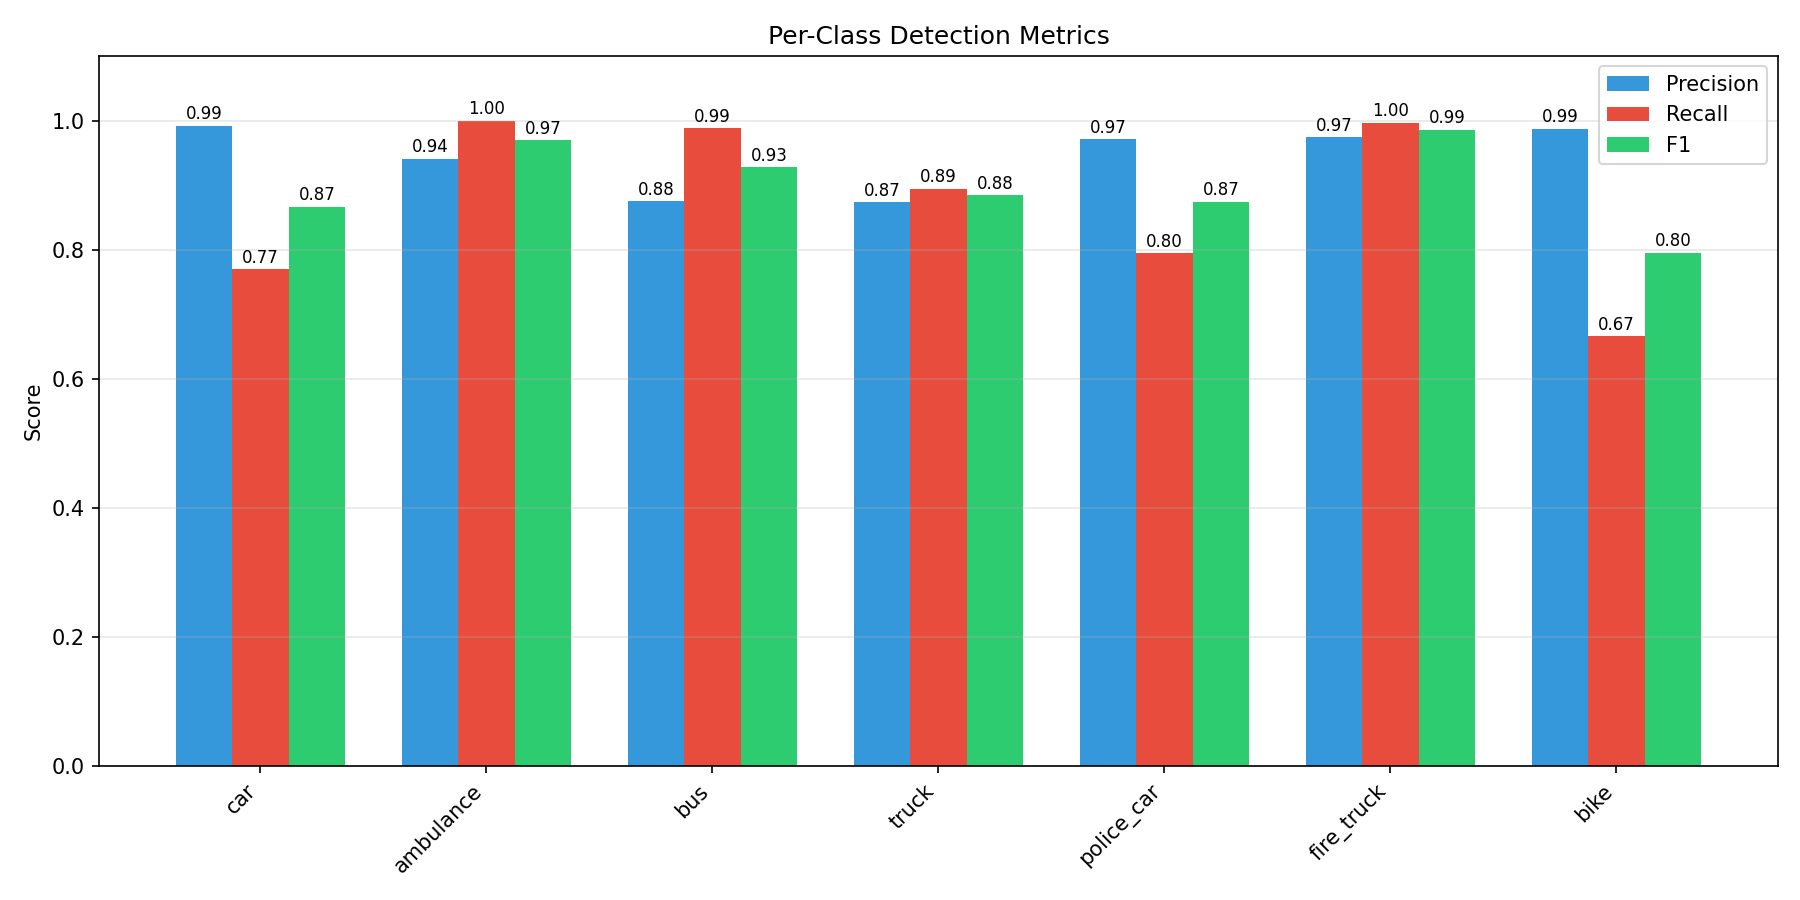 Per-Class Detection Metrics
Precision
Recall
F1
Score
1.0
0.8
0.6
0.4
0.2
0.0
0.99 0.77 0.87
0.94 1.00 0.97
0.88 0.99 0.93
0.87 0.89 0.88
0.97 0.80 0.87
0.97 1.00 0.99
0.99 0.67 0.80
car
ambulance
bus
truck
police_car
fire_truck
bike